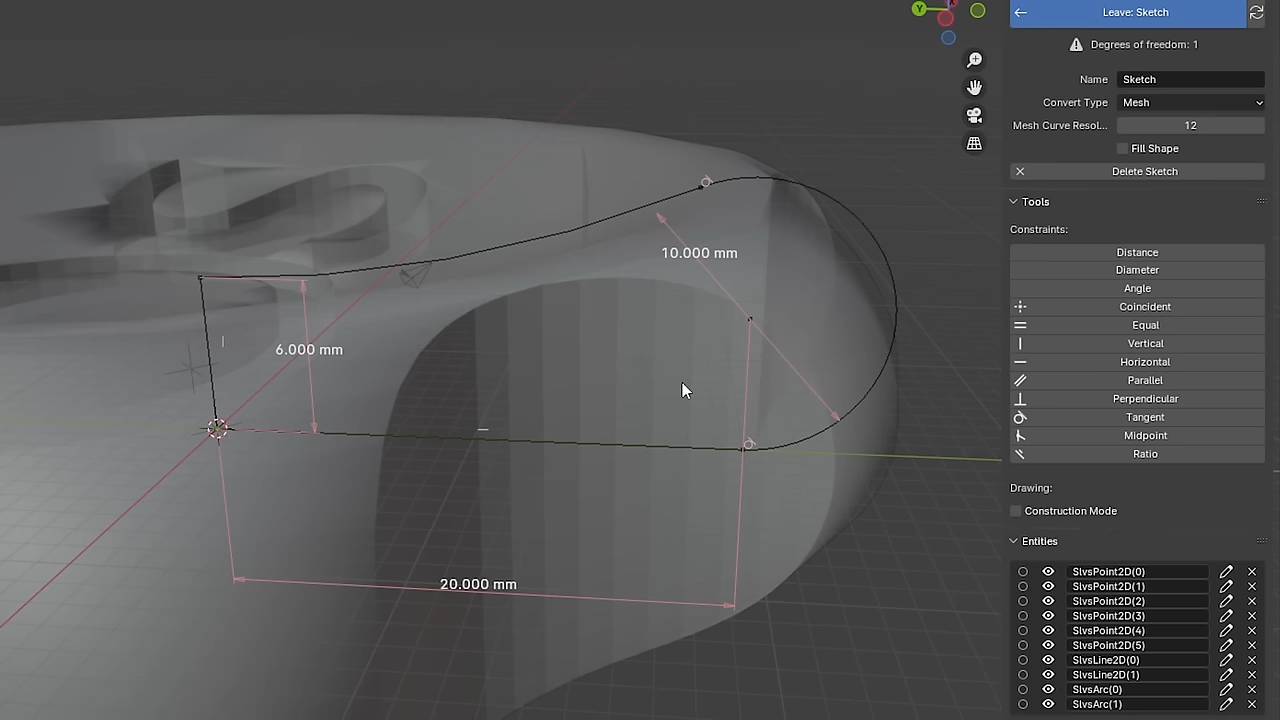 Y
Leave: Sketch
Degrees of freedom: 1
Name Sketch
Convert Type Mesh
Mesh Curve Resol... 12
Fill Shape
Delete Sketch
Tools
Constraints:
Distance
Diameter
Angle
Coincident
Equal
Vertical
Horizontal
Parallel
Perpendicular
Tangent
Midpoint
Ratio
Drawing:
Construction Mode
Entities
SlvsPoint2D(0)
SlvsPoint2D(1)
SlvsPoint2D(2)
SlvsPoint2D(3)
SlvsPoint2D(4)
SlvsPoint2D(5)
SlvsLine2D(0)
SlvsLine2D(1)
SlvsArc(0)
SlvsArc(1)
10.000 mm
6.000 mm
20.000 mm